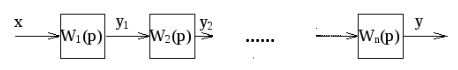 x y₁ y₂ y
W₁(p) W₂(p) ...... Wₙ(p)